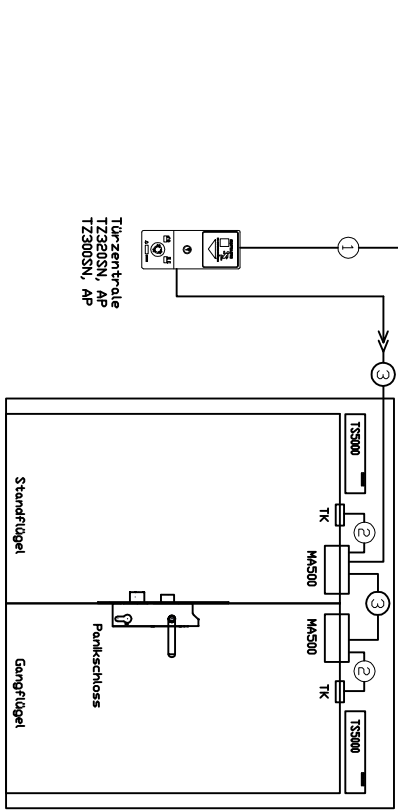 1
Türzentrale
TZ320SN, AP
TZ300SN, AP
3
TS5000
TK
2
MA500
3
MA500
2
TK
TS5000
Standflügel
Panikschloss
Gangflügel